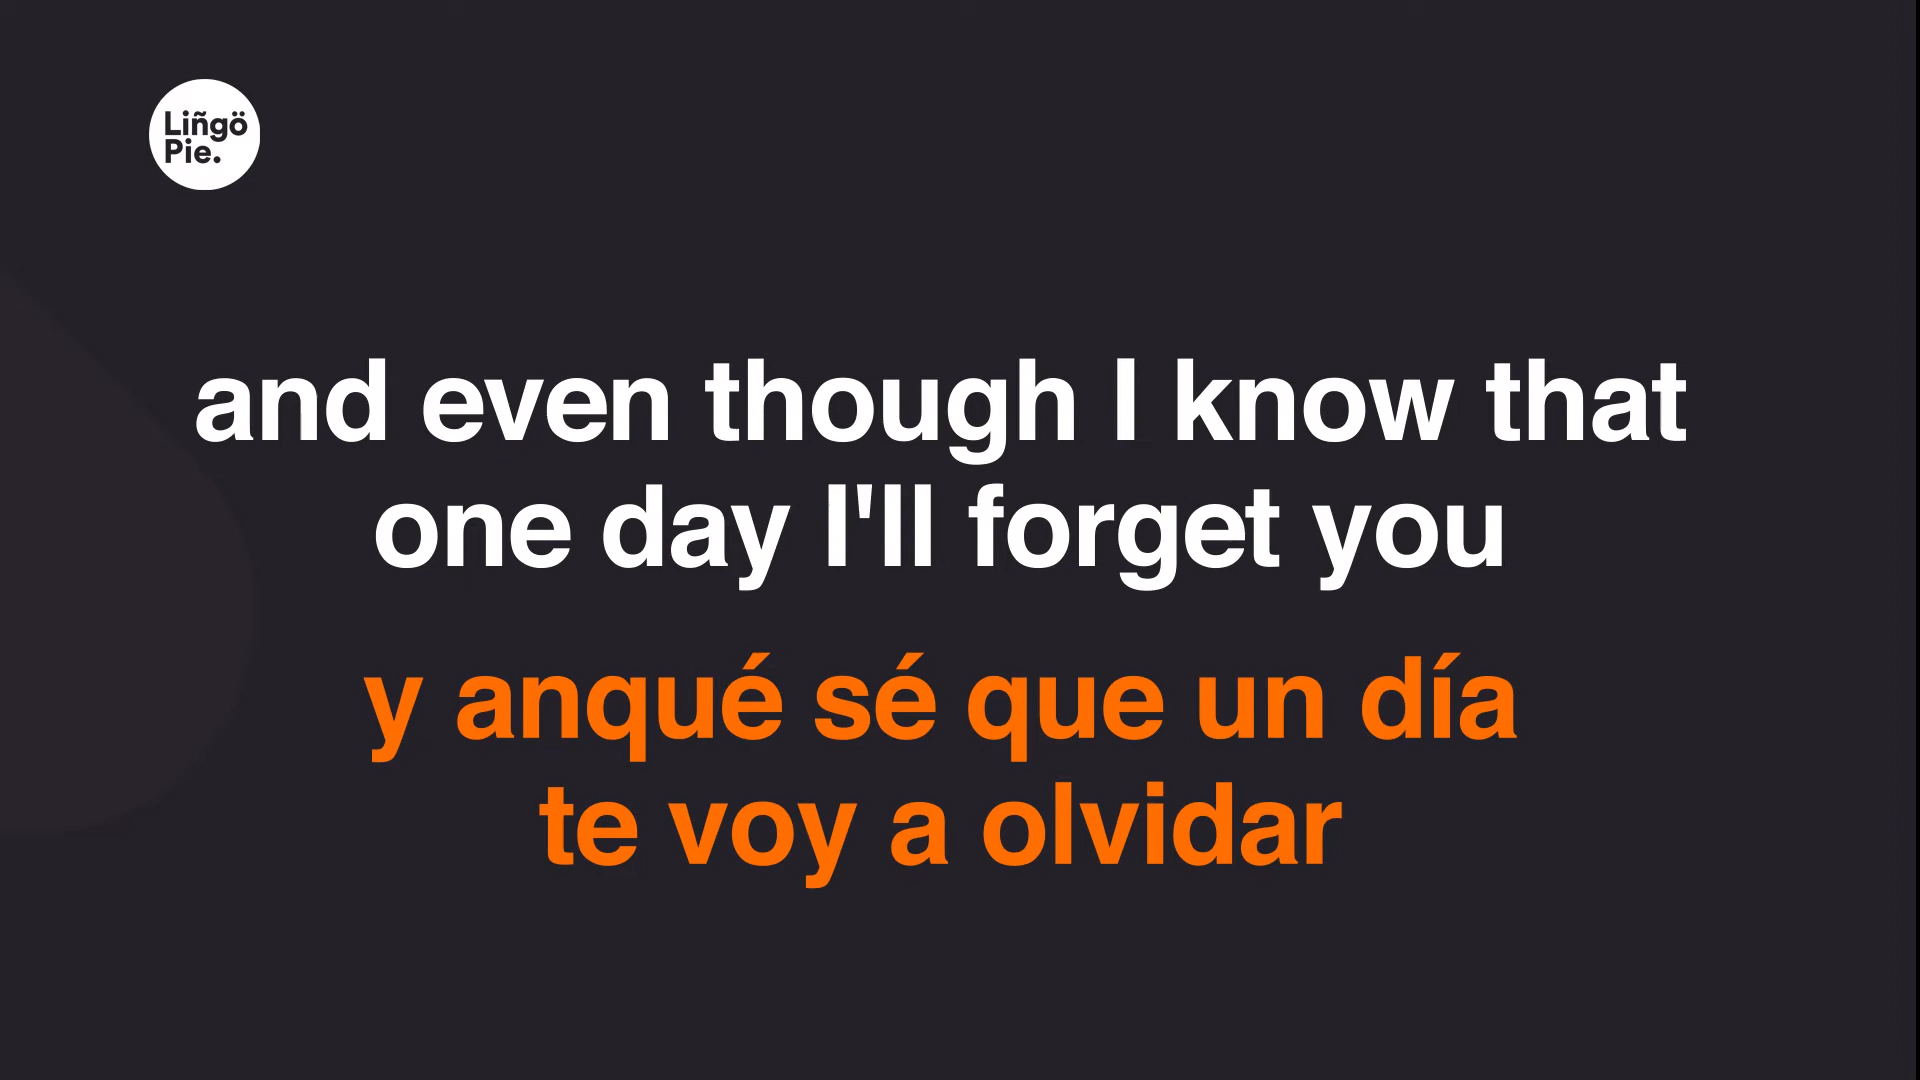 Liñgö
Pie.
and even though I know that
one day I'll forget you
y anqué sé que un día
te voy a olvidar